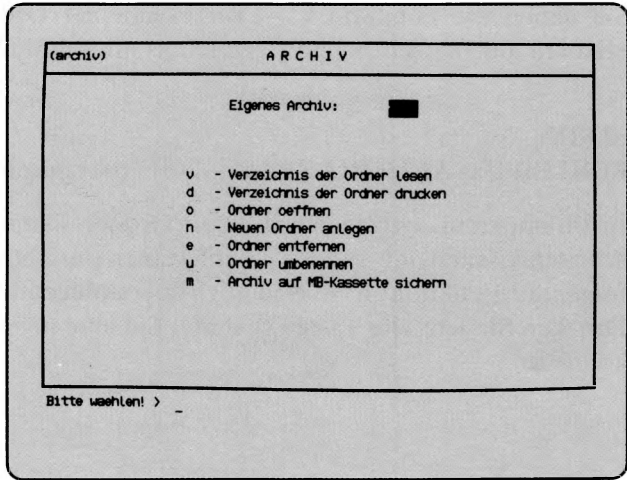 (archiv) A R C H I V
Eigenes Archiv:
v - Verzeichnis der Ordner lesen
d - Verzeichnis der Ordner drucken
o - Ordner oeffnen
n - Neuen Ordner anlegen
e - Ordner entfernen
u - Ordner umbenennen
m - Archiv auf MB-Kassette sichern
Bitte waehlen! > _